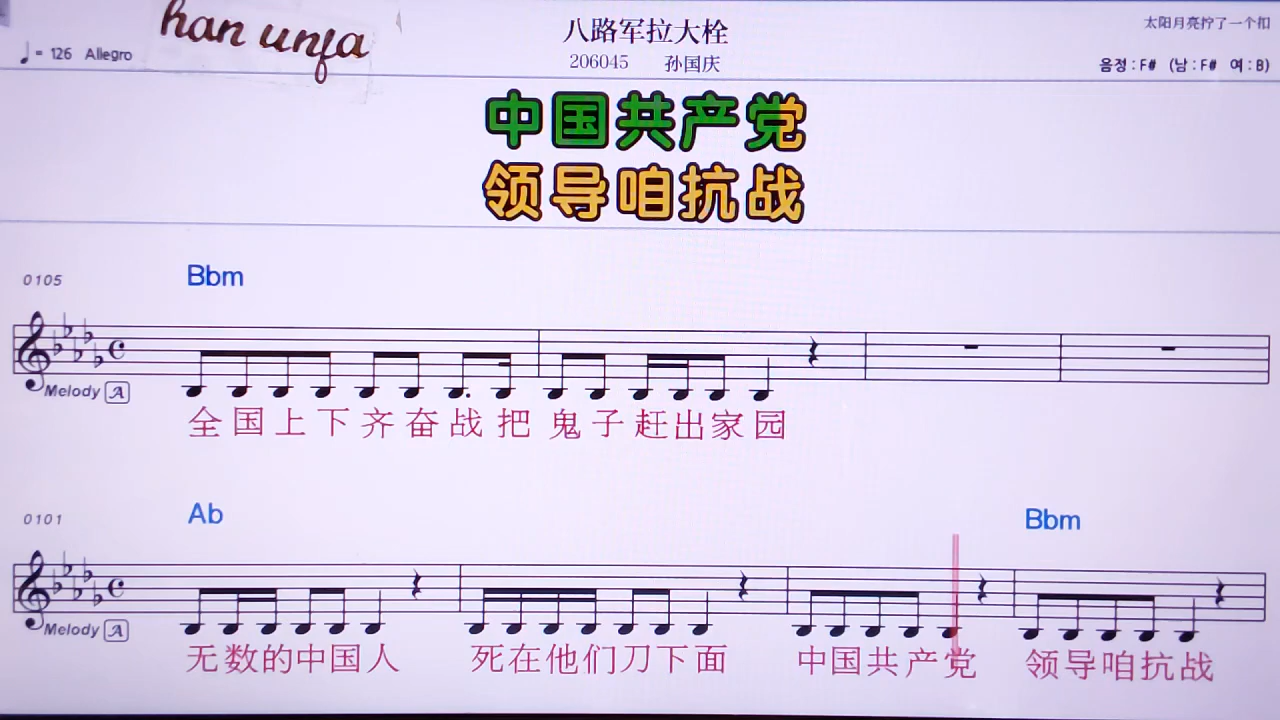 han unfa
八路军拉大栓
太阳月亮拧了一个扣
♩= 126 Allegro
206045 孙国庆
음정 : F# (남 : F# 여 : B)
中国共产党
领导咱抗战
0105
Bbm
Melody A
全国上下齐奋战把 鬼子赶出家园
0101
Ab Bbm
Melody A
无数的中国人 死在他们刀下面 中国共产党 领导咱抗战